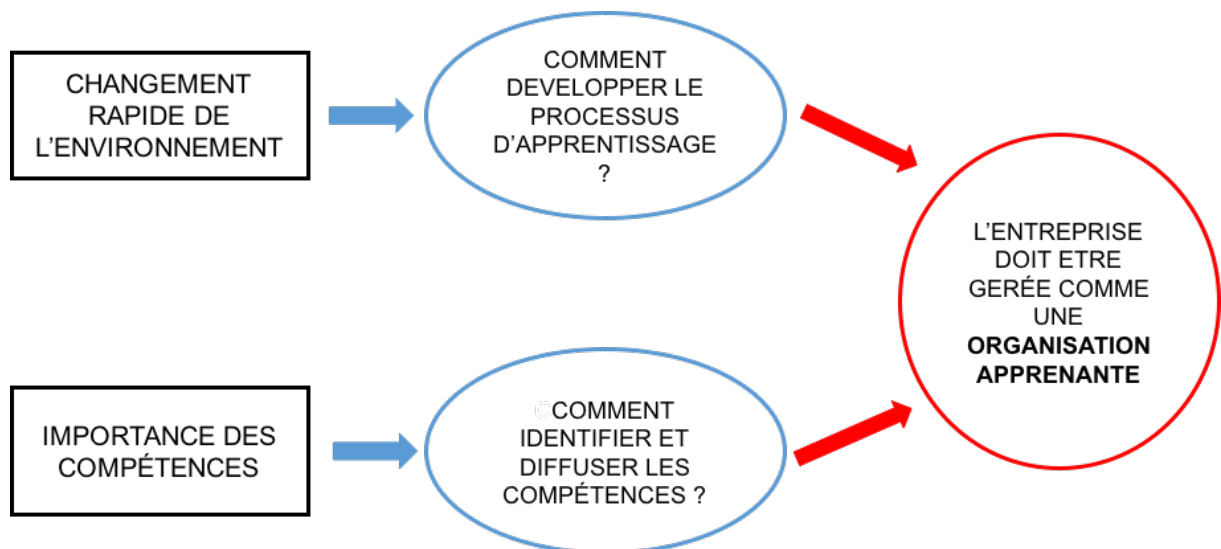 CHANGEMENT
RAPIDE DE
L'ENVIRONNEMENT
COMMENT
DEVELOPPER LE
PROCESSUS
D'APPRENTISSAGE
?
L'ENTREPRISE
DOIT ETRE
GERÉE COMME
UNE
ORGANISATION
APPRENANTE
IMPORTANCE DES
COMPÉTENCES
COMMENT
IDENTIFIER ET
DIFFUSER LES
COMPÉTENCES ?